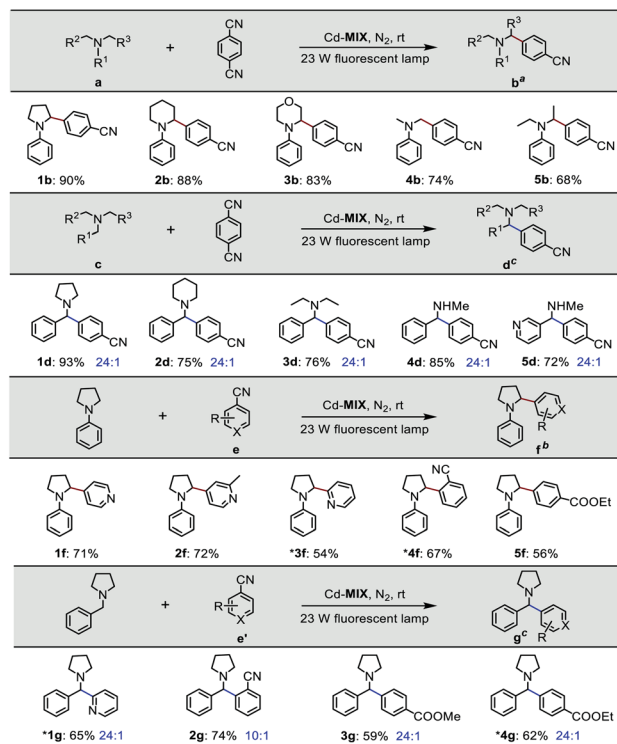 R² N R³ R¹ + CN CN Cd-MIX, N₂, rt 23 W fluorescent lamp R³ R² N R¹ CN
a bᵃ
N CN N CN O N CN N CN N CN
1b: 90% 2b: 88% 3b: 83% 4b: 74% 5b: 68%
R² N R³ R¹ + CN CN Cd-MIX, N₂, rt 23 W fluorescent lamp R² N R³ R¹ CN
c dᶜ
N CN N CN N CN NHMe CN NHMe N CN
1d: 93% 24:1 2d: 75% 24:1 3d: 76% 24:1 4d: 85% 24:1 5d: 72% 24:1
N + CN R X Cd-MIX, N₂, rt 23 W fluorescent lamp N R X
e fᵇ
N N N N N N N CN N COOEt
1f: 71% 2f: 72% *3f: 54% *4f: 67% 5f: 56%
N + CN R X Cd-MIX, N₂, rt 23 W fluorescent lamp N R X
e' gᶜ
N N N CN N COOMe N COOEt
*1g: 65% 24:1 2g: 74% 10:1 3g: 59% 24:1 *4g: 62% 24:1